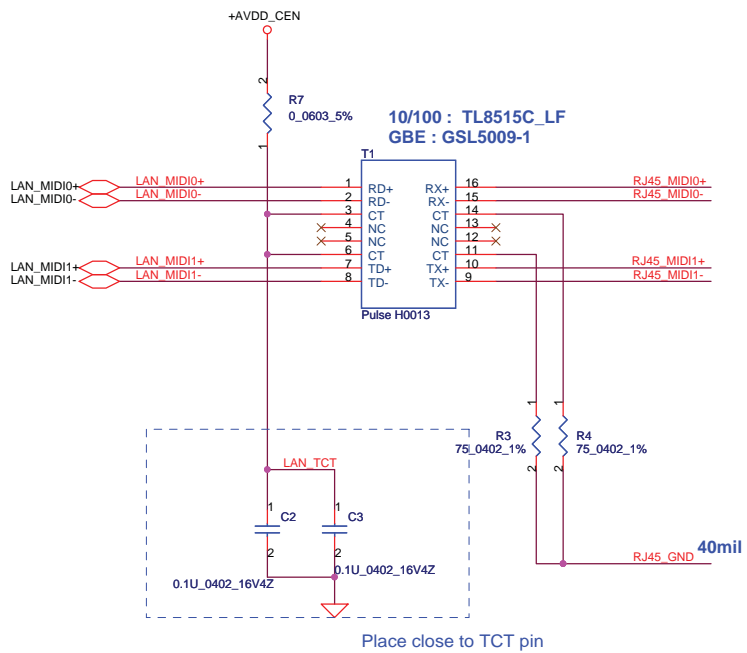 +AVDD_CEN
2
R7
0_0603_5%
1
10/100 : TL8515C_LF
GBE : GSL5009-1
T1
LAN_MIDI0+ LAN_MIDI0+ 1 RD+ RX+ 16 RJ45_MIDI0+
LAN_MIDI0- LAN_MIDI0- 2 RD- RX- 15 RJ45_MIDI0-
3 CT CT 14
4 NC NC 13
5 NC NC 12
6 CT CT 11
LAN_MIDI1+ LAN_MIDI1+ 7 TD+ TX+ 10 RJ45_MIDI1+
LAN_MIDI1- LAN_MIDI1- 8 TD- TX- 9 RJ45_MIDI1-
Pulse H0013
1 1
R3 R4
75_0402_1% 75_0402_1%
2 2
LAN_TCT
1 1
C2 C3
2 2
0.1U_0402_16V4Z 0.1U_0402_16V4Z
RJ45_GND 40mil
Place close to TCT pin